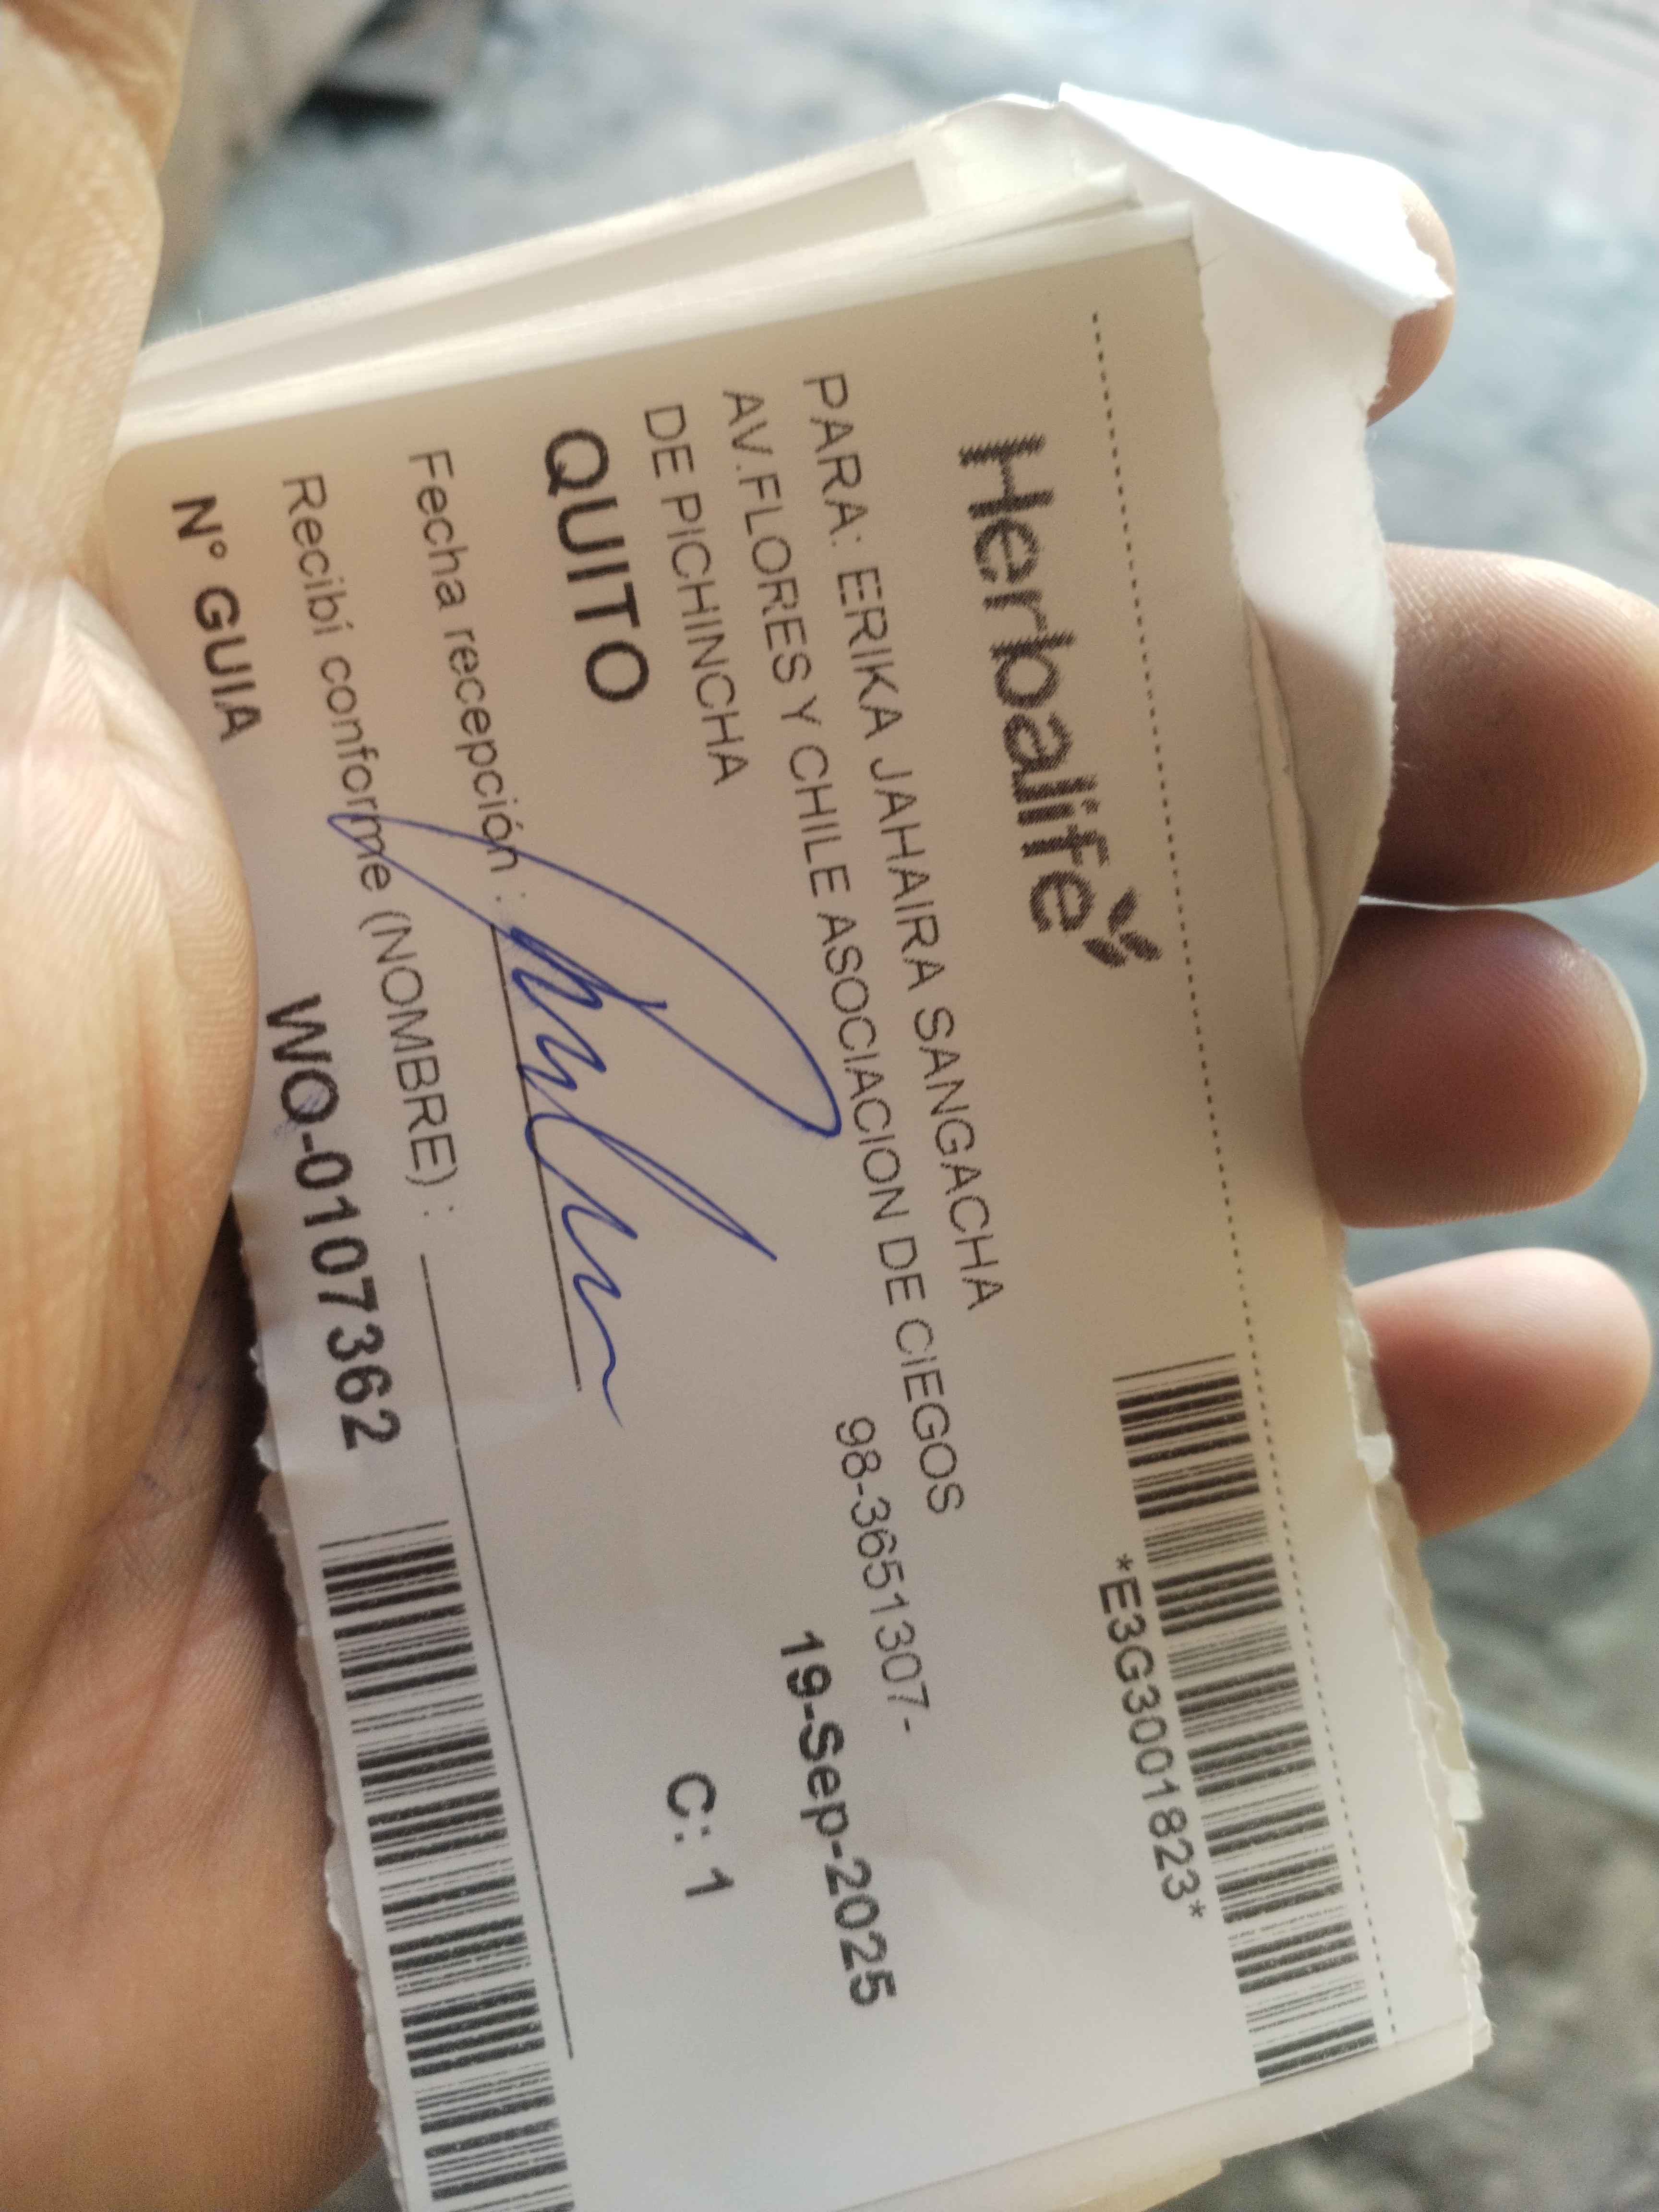 Herbalife
*E3G3001823*
PARA: ERIKA JAHAIRA SANGACHA
AV.FLORES Y CHILE ASOCIACION DE CIEGOS
DE PICHINCHA
98-3651307-
QUITO
19-Sep-2025
Fecha recepción :
C: 1
Recibí conforme (NOMBRE) :
N° GUIA
WO-0107362